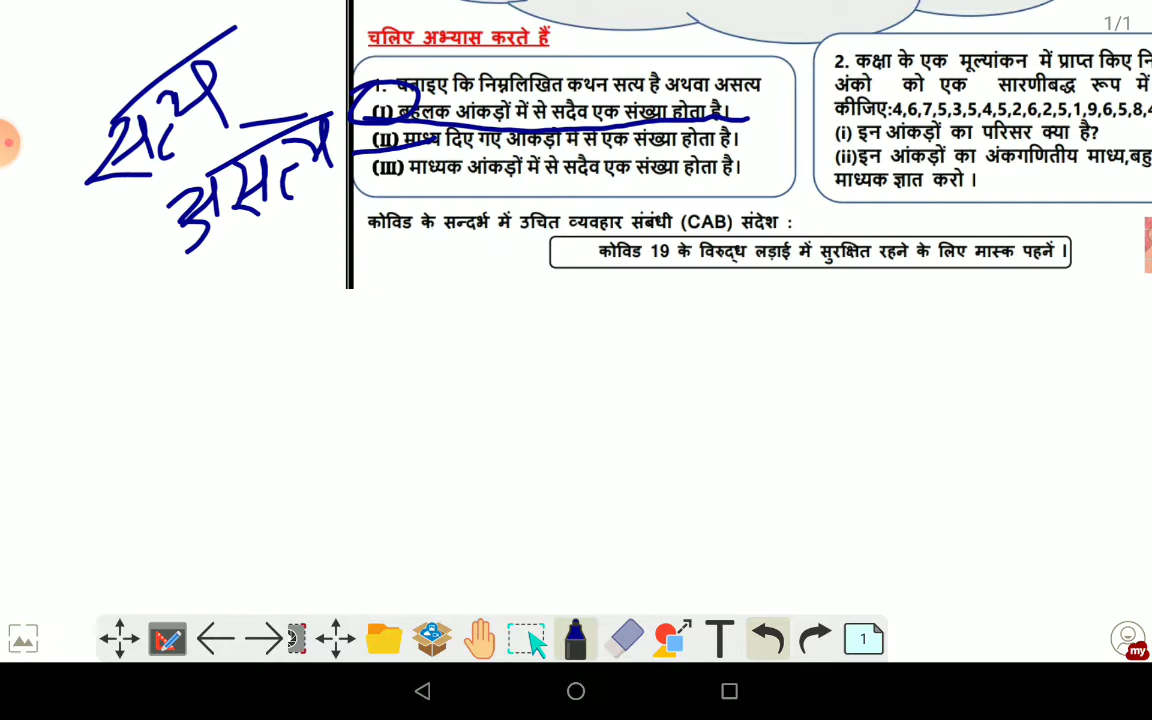 1/1
सत्य
असत्य
चलिए अभ्यास करते हैं
1. बताइए कि निम्नलिखित कथन सत्य है अथवा असत्य
(I) बहुलक आंकड़ों में से सदैव एक संख्या होता है।
(II) माध्य दिए गए आंकड़ों में से एक संख्या होता है।
(III) माध्यक आंकड़ों में से सदैव एक संख्या होता है।
2. कक्षा के एक मूल्यांकन में प्राप्त किए
अंको को एक सारणीबद्ध रूप में
कीजिए:4,6,7,5,3,5,4,5,2,6,2,5,1,9,6,5,8,4
(i) इन आंकड़ों का परिसर क्या है?
(ii)इन आंकड़ों का अंकगणितीय माध्य,
माध्यक ज्ञात करो ।
कोविड के सन्दर्भ में उचित व्यवहार संबंधी (CAB) संदेश :
कोविड 19 के विरुद्ध लड़ाई में सुरक्षित रहने के लिए मास्क पहनें ।
T
1
my